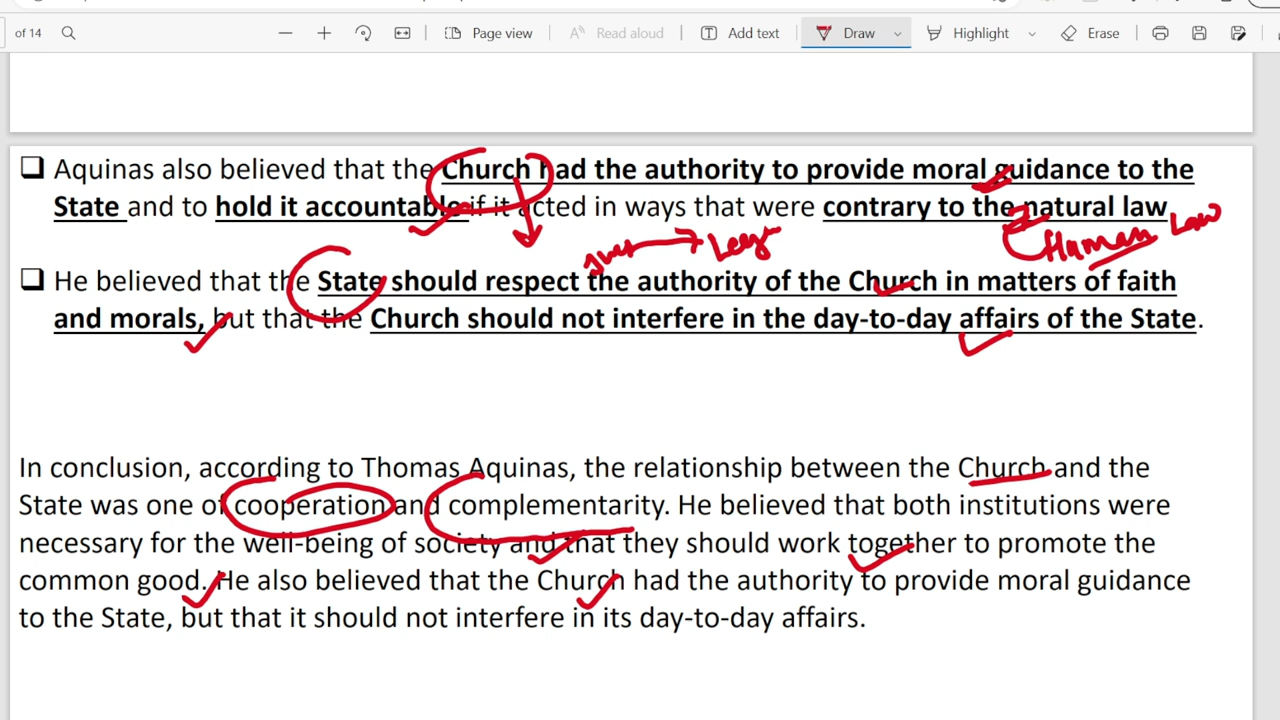 of 14 Page view Read aloud Add text Draw Highlight Erase
Aquinas also believed that the Church had the authority to provide moral guidance to the
State and to hold it accountable if it acted in ways that were contrary to the natural law
Human Law
He believed that the State should respect the authority of the Church in matters of faith
and morals, but that the Church should not interfere in the day-to-day affairs of the State.
In conclusion, according to Thomas Aquinas, the relationship between the Church and the
State was one of cooperation and complementarity. He believed that both institutions were
necessary for the well-being of society and that they should work together to promote the
common good. He also believed that the Church had the authority to provide moral guidance
to the State, but that it should not interfere in its day-to-day affairs.